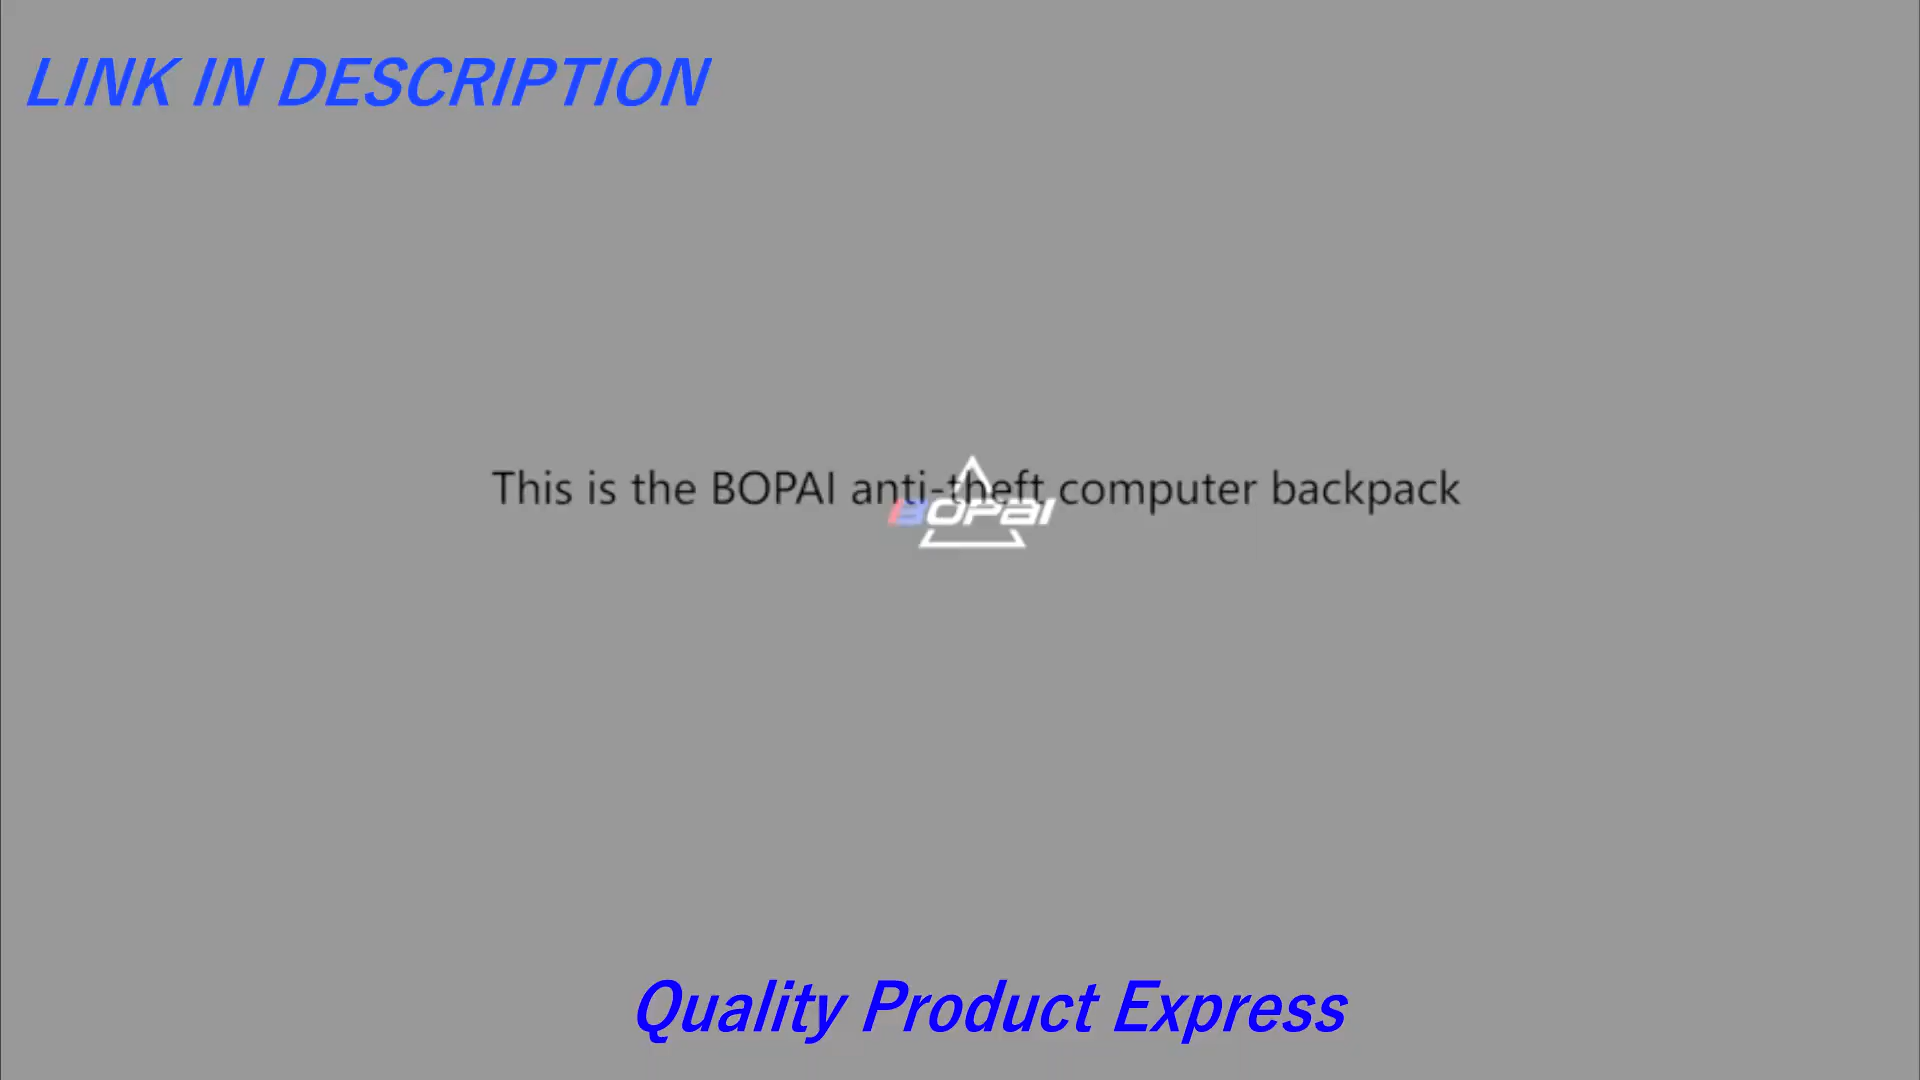 LINK IN DESCRIPTION
This is the BOPAI anti-theft computer backpack
BOPAI
Quality Product Express